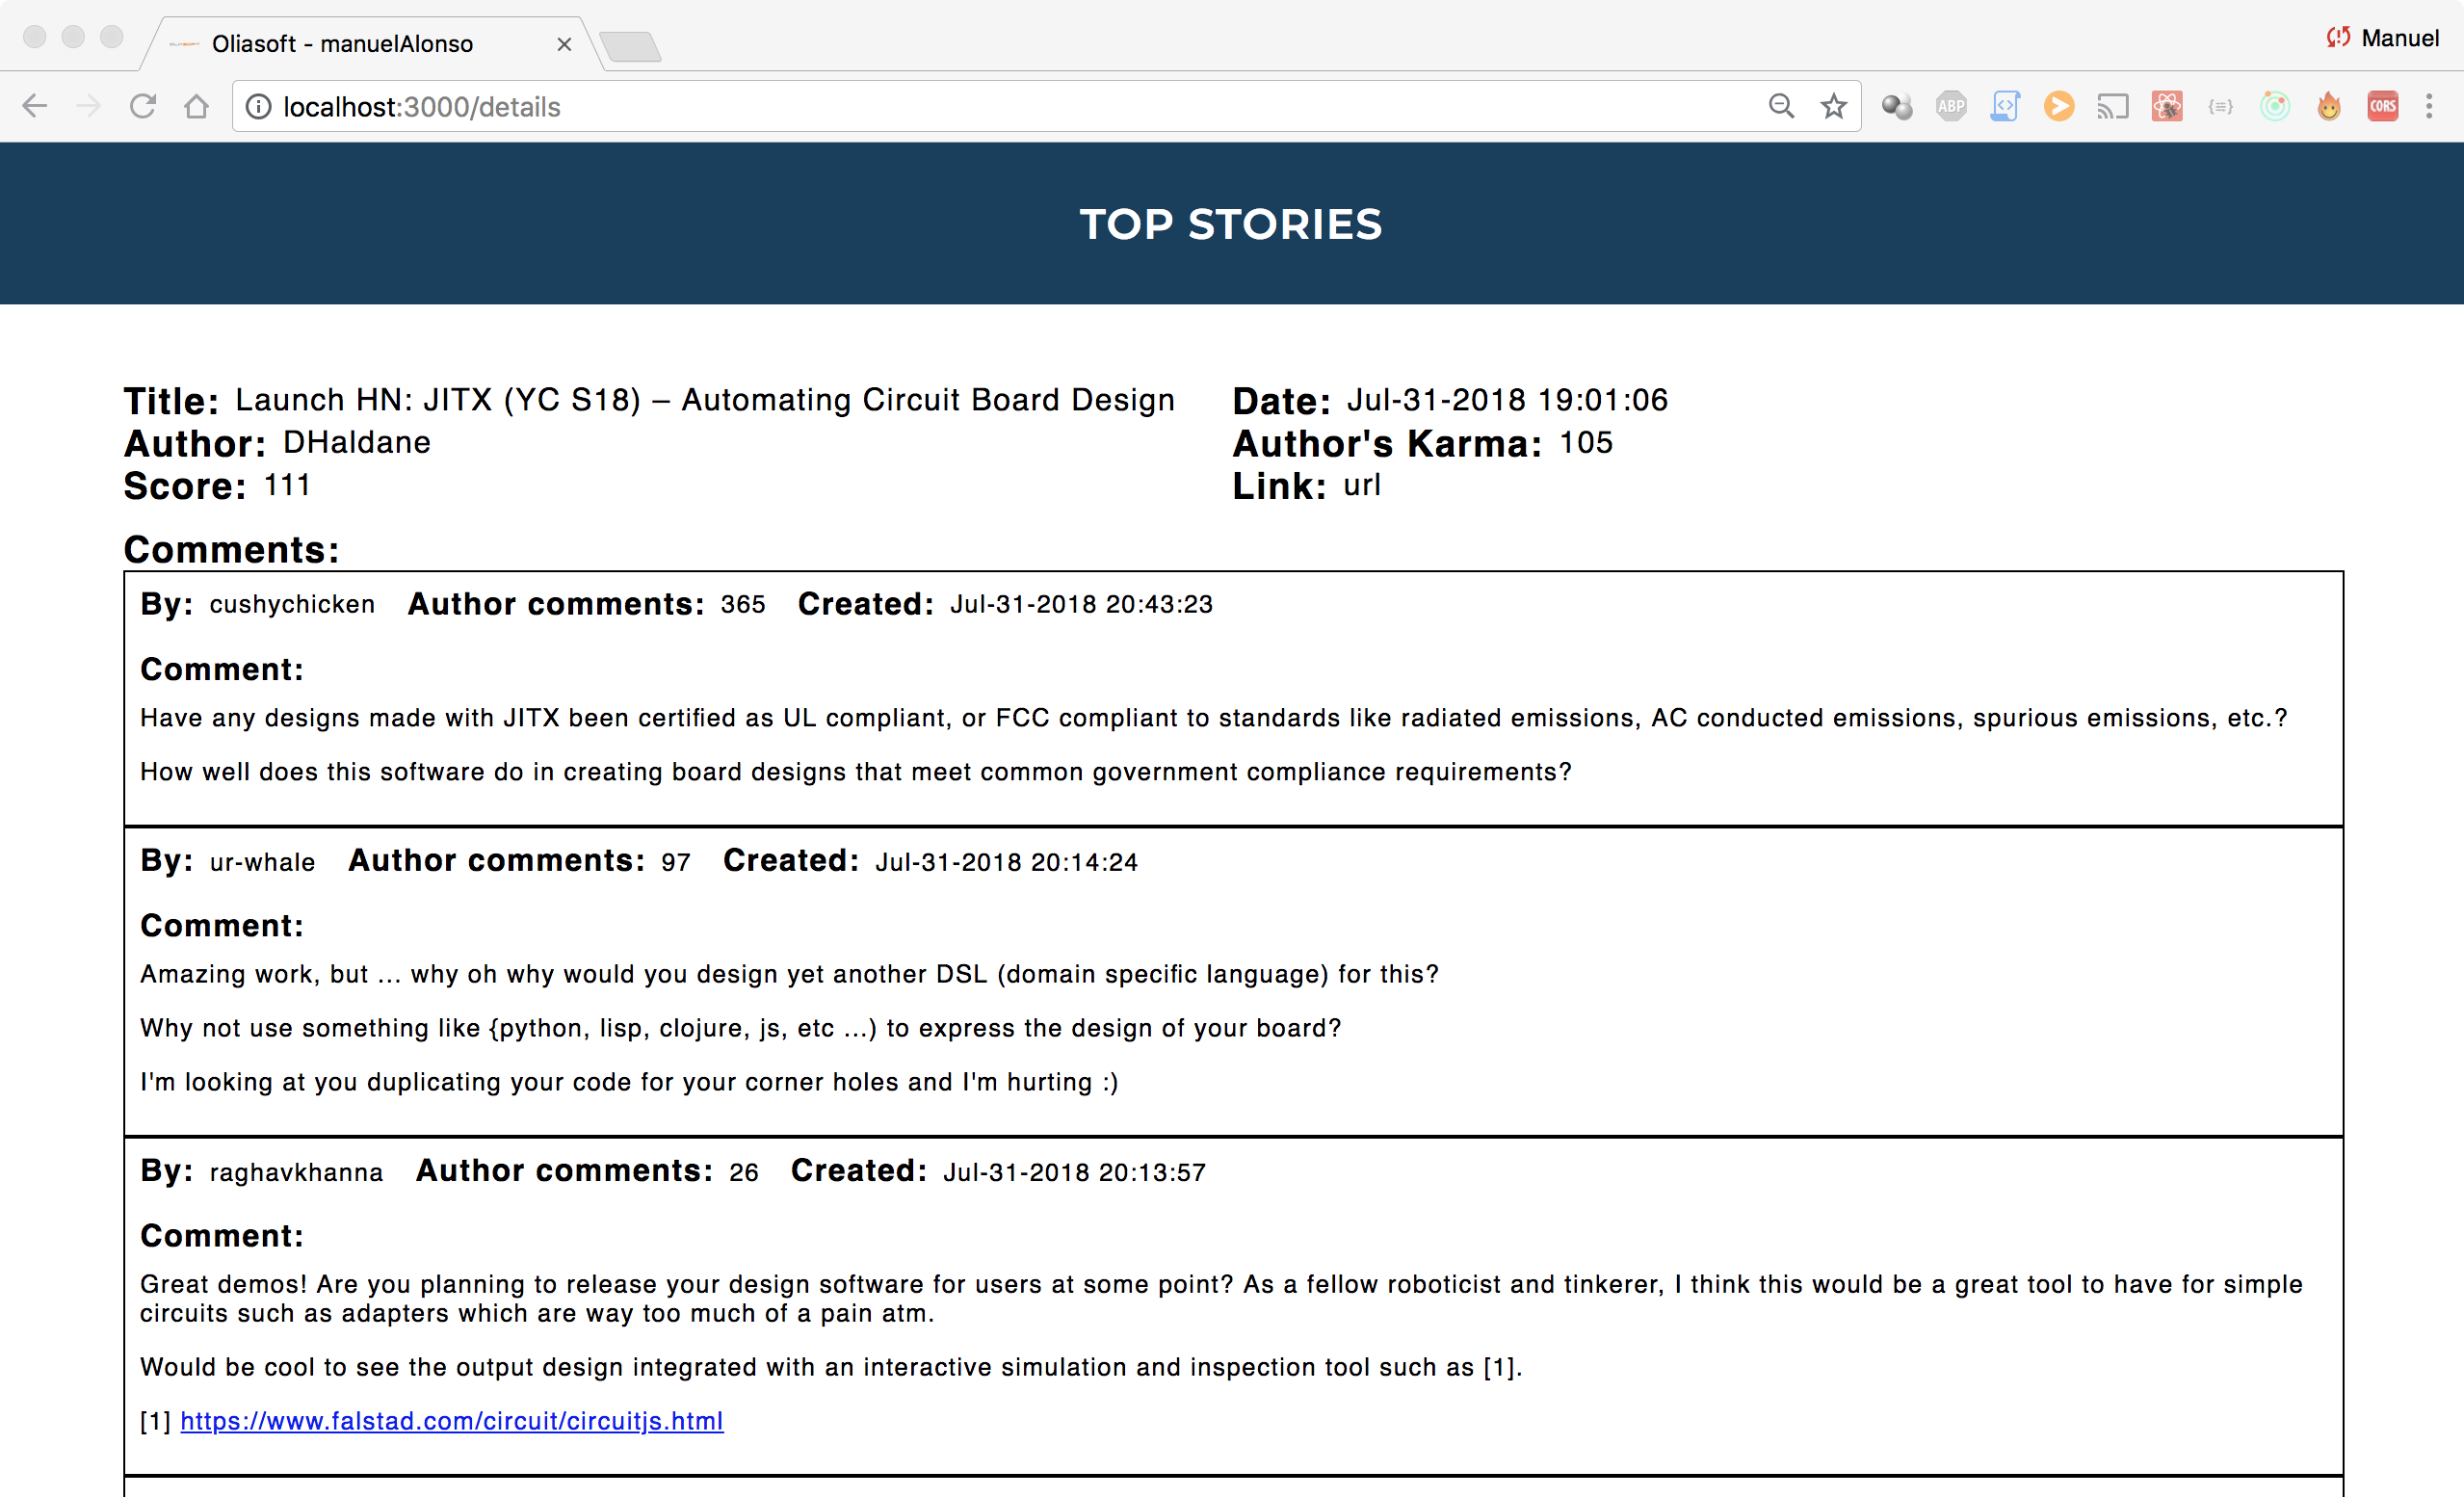 Oliasoft - manuelAlonso
Manuel
localhost:3000/details
ABP
CORS
TOP STORIES
Title: Launch HN: JITX (YC S18) – Automating Circuit Board Design
Date: Jul-31-2018 19:01:06
Author: DHaldane
Author's Karma: 105
Score: 111
Link: url
Comments:
By: cushychicken Author comments: 365 Created: Jul-31-2018 20:43:23
Comment:
Have any designs made with JITX been certified as UL compliant, or FCC compliant to standards like radiated emissions, AC conducted emissions, spurious emissions, etc.?
How well does this software do in creating board designs that meet common government compliance requirements?
By: ur-whale Author comments: 97 Created: Jul-31-2018 20:14:24
Comment:
Amazing work, but ... why oh why would you design yet another DSL (domain specific language) for this?
Why not use something like {python, lisp, clojure, js, etc ...) to express the design of your board?
I'm looking at you duplicating your code for your corner holes and I'm hurting :)
By: raghavkhanna Author comments: 26 Created: Jul-31-2018 20:13:57
Comment:
Great demos! Are you planning to release your design software for users at some point? As a fellow roboticist and tinkerer, I think this would be a great tool to have for simple
circuits such as adapters which are way too much of a pain atm.
Would be cool to see the output design integrated with an interactive simulation and inspection tool such as [1].
[1] https://www.falstad.com/circuit/circuitjs.html